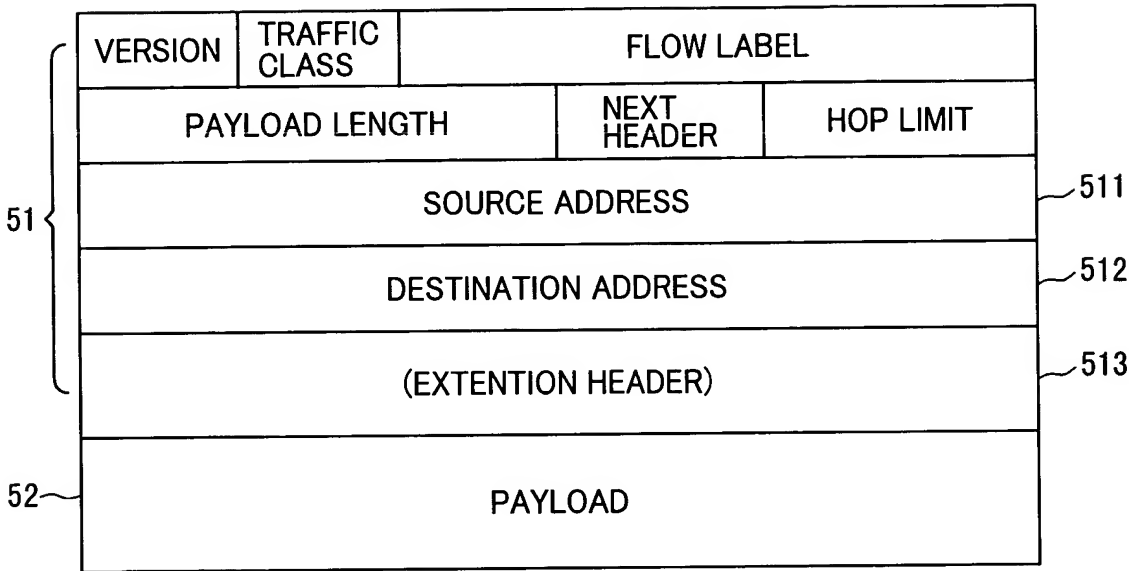 VERSION TRAFFIC CLASS FLOW LABEL
PAYLOAD LENGTH NEXT HEADER HOP LIMIT
SOURCE ADDRESS 511
51
DESTINATION ADDRESS 512
(EXTENTION HEADER) 513
52 PAYLOAD